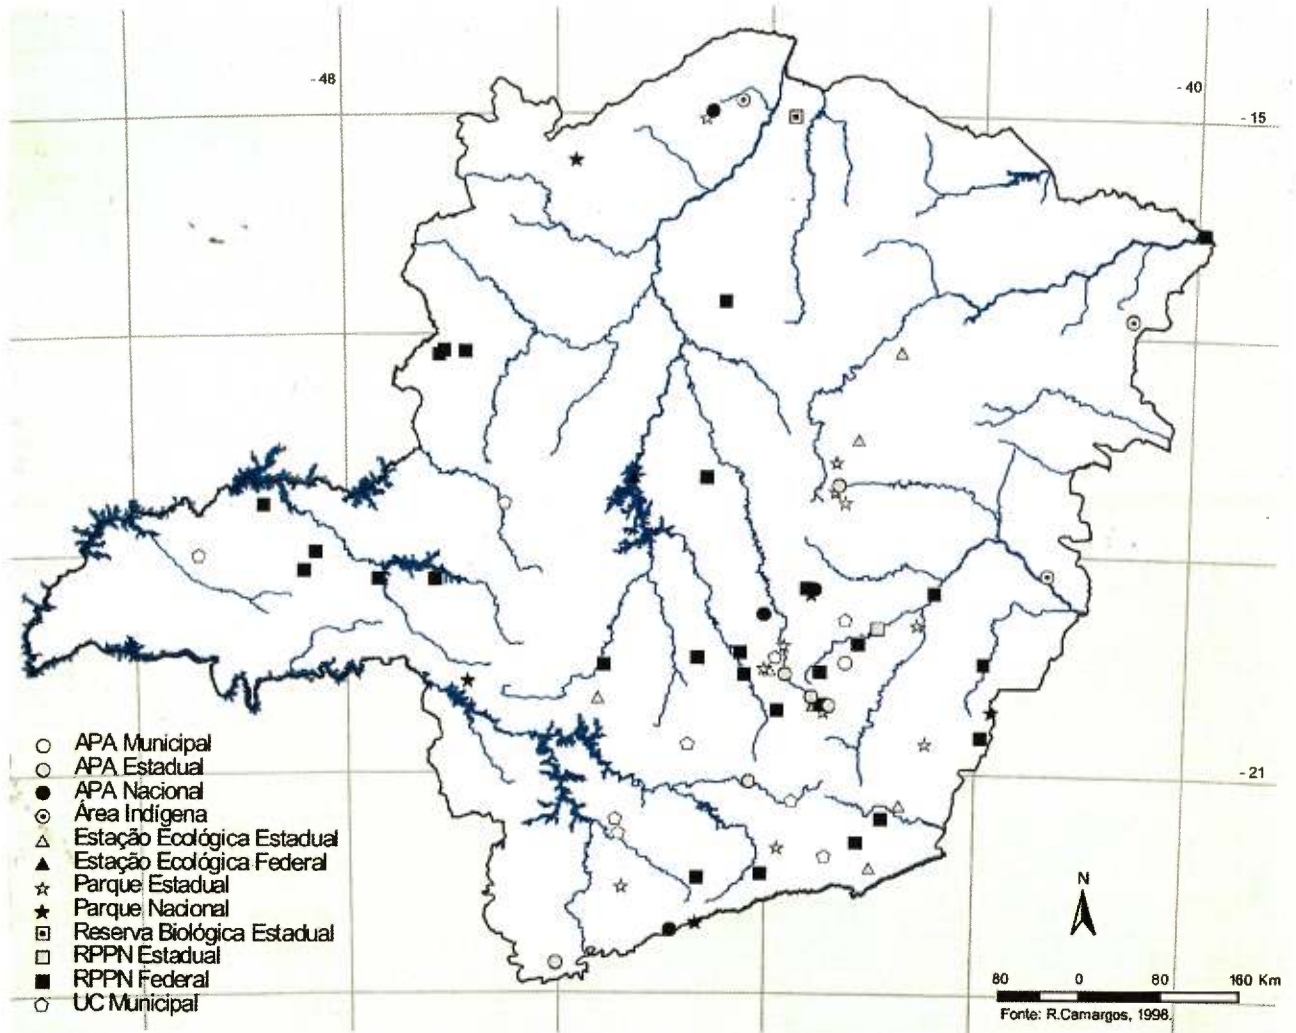 - 48
- 40
- 15
- 21
APA Municipal
APA Estadual
APA Nacional
Área Indígena
Estação Ecológica Estadual
Estação Ecológica Federal
Parque Estadual
Parque Nacional
Reserva Biológica Estadual
RPPN Estadual
RPPN Federal
UC Municipal
N
80 0 80 160 Km
Fonte: R.Camargos, 1998.